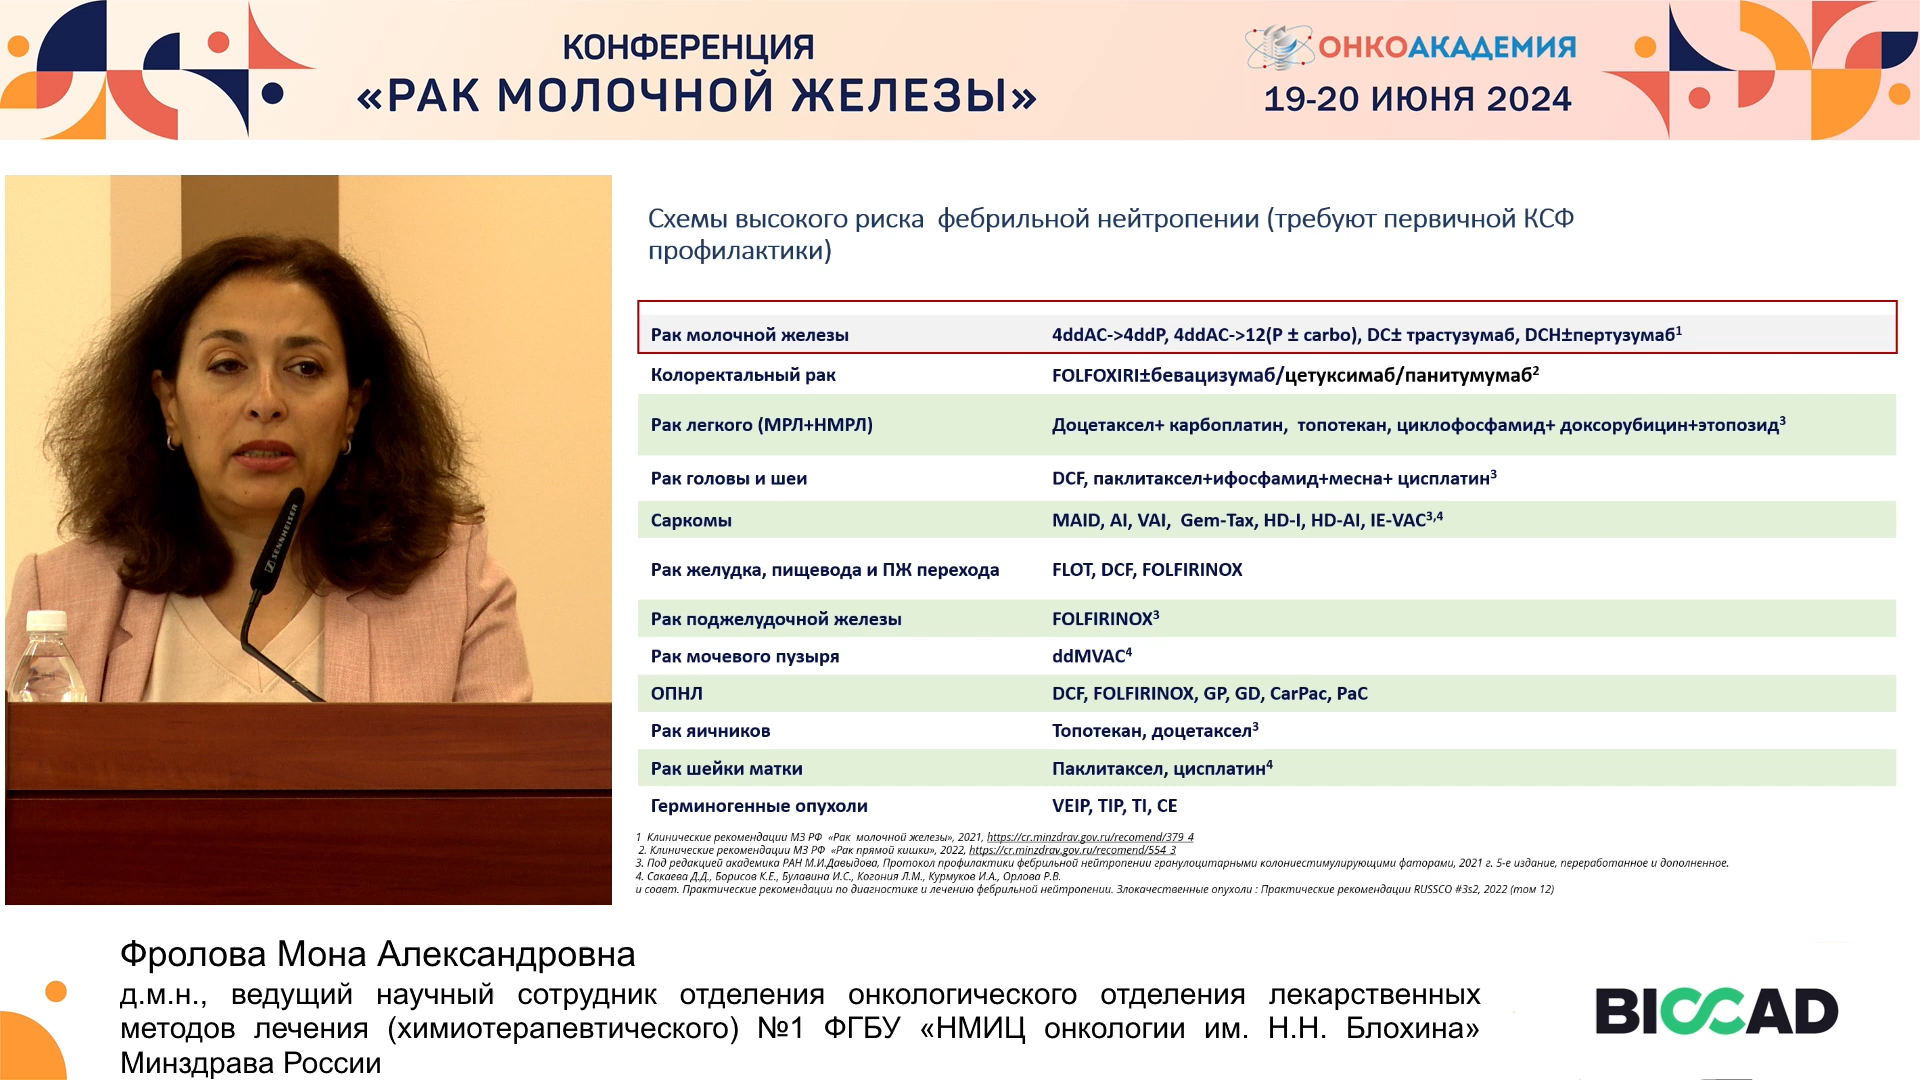 КОНФЕРЕНЦИЯ
«РАК МОЛОЧНОЙ ЖЕЛЕЗЫ»
ОНКОАКАДЕМИЯ
19-20 ИЮНЯ 2024
SENNHEISER
Схемы высокого риска фебрильной нейтропении (требуют первичной КСФ
профилактики)
Рак молочной железы 4ddAC->4ddP, 4ddAC->12(P ± carbo), DC± трастузумаб, DCH±пертузумаб¹
Колоректальный рак FOLFOXIRI±бевацизумаб/цетуксимаб/панитумумаб²
Рак легкого (МРЛ+НМРЛ) Доцетаксел+ карбоплатин, топотекан, циклофосфамид+ доксорубицин+этопозид³
Рак головы и шеи DCF, паклитаксел+ифосфамид+месна+ цисплатин³
Саркомы MAID, AI, VAI, Gem-Tax, HD-I, HD-AI, IE-VAC³,⁴
Рак желудка, пищевода и ПЖ перехода FLOT, DCF, FOLFIRINOX
Рак поджелудочной железы FOLFIRINOX³
Рак мочевого пузыря ddMVAC⁴
ОПНЛ DCF, FOLFIRINOX, GP, GD, CarPac, PaC
Рак яичников Топотекан, доцетаксел³
Рак шейки матки Паклитаксел, цисплатин⁴
Герминогенные опухоли VEIP, TIP, TI, CE
1 Клинические рекомендации МЗ РФ «Рак молочной железы», 2021, https://cr.minzdrav.gov.ru/recomend/379_4
2. Клинические рекомендации МЗ РФ «Рак прямой кишки», 2022, https://cr.minzdrav.gov.ru/recomend/554_3
3. Под редакцией академика РАН М.И.Давыдова, Протокол профилактики фебрильной нейтропении гранулоцитарными колониестимулирующими фаторами, 2021 г. 5-е издание, переработанное и дополненное.
4. Сакаева Д.Д., Борисов К.Е., Булавина И.С., Когония Л.М., Курмуков И.А., Орлова Р.В.
и соавт. Практические рекомендации по диагностике и лечению фебрильной нейтропении. Злокачественные опухоли : Практические рекомендации RUSSCO #3s2, 2022 (том 12)
Фролова Мона Александровна
д.м.н., ведущий научный сотрудник отделения онкологического отделения лекарственных
методов лечения (химиотерапевтического) №1 ФГБУ «НМИЦ онкологии им. Н.Н. Блохина»
Минздрава России
BIOCAD